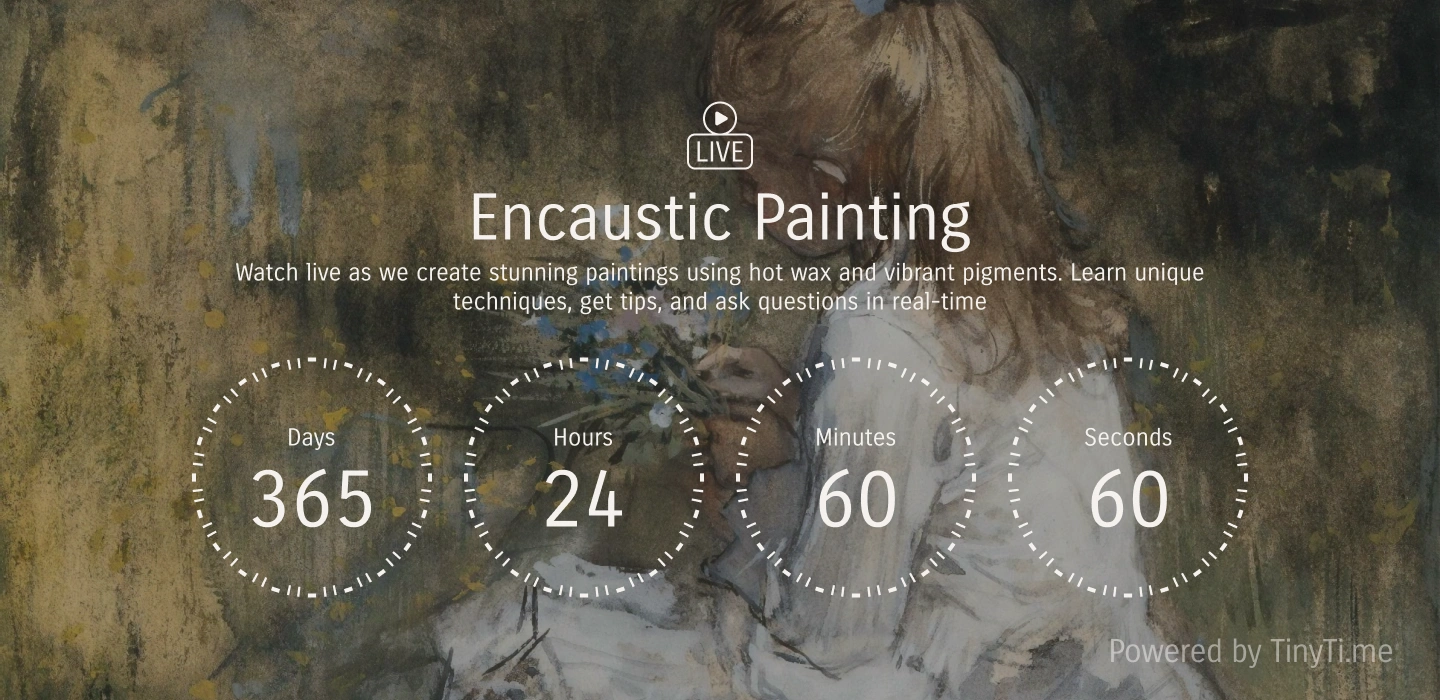 LIVE
Encaustic Painting
Watch live as we create stunning paintings using hot wax and vibrant pigments. Learn unique
techniques, get tips, and ask questions in real-time
Days Hours Minutes Seconds
365 24 60 60
Powered by TinyTi.me